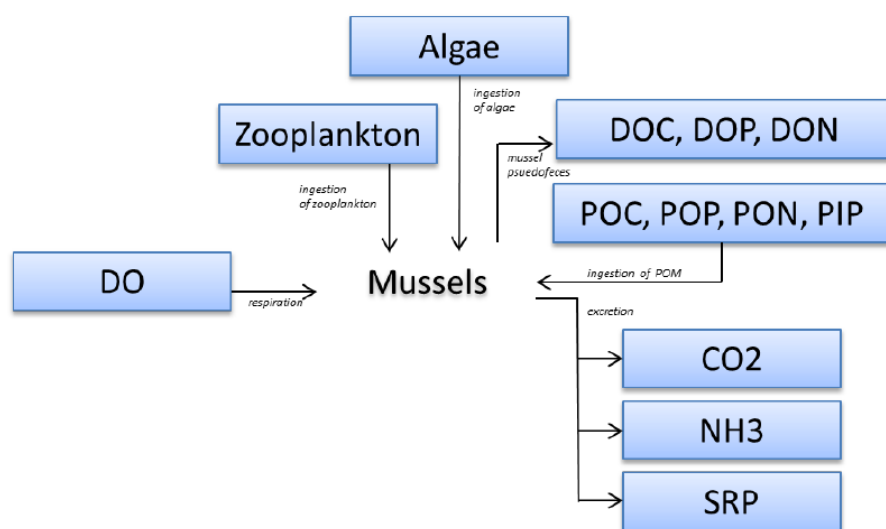 Algae
ingestion
of algae
Zooplankton
DOC, DOP, DON
mussel
psuedofeces
ingestion
of zooplankton
POC, POP, PON, PIP
DO
Mussels
ingestion of POM
respiration
excretion
CO2
NH3
SRP